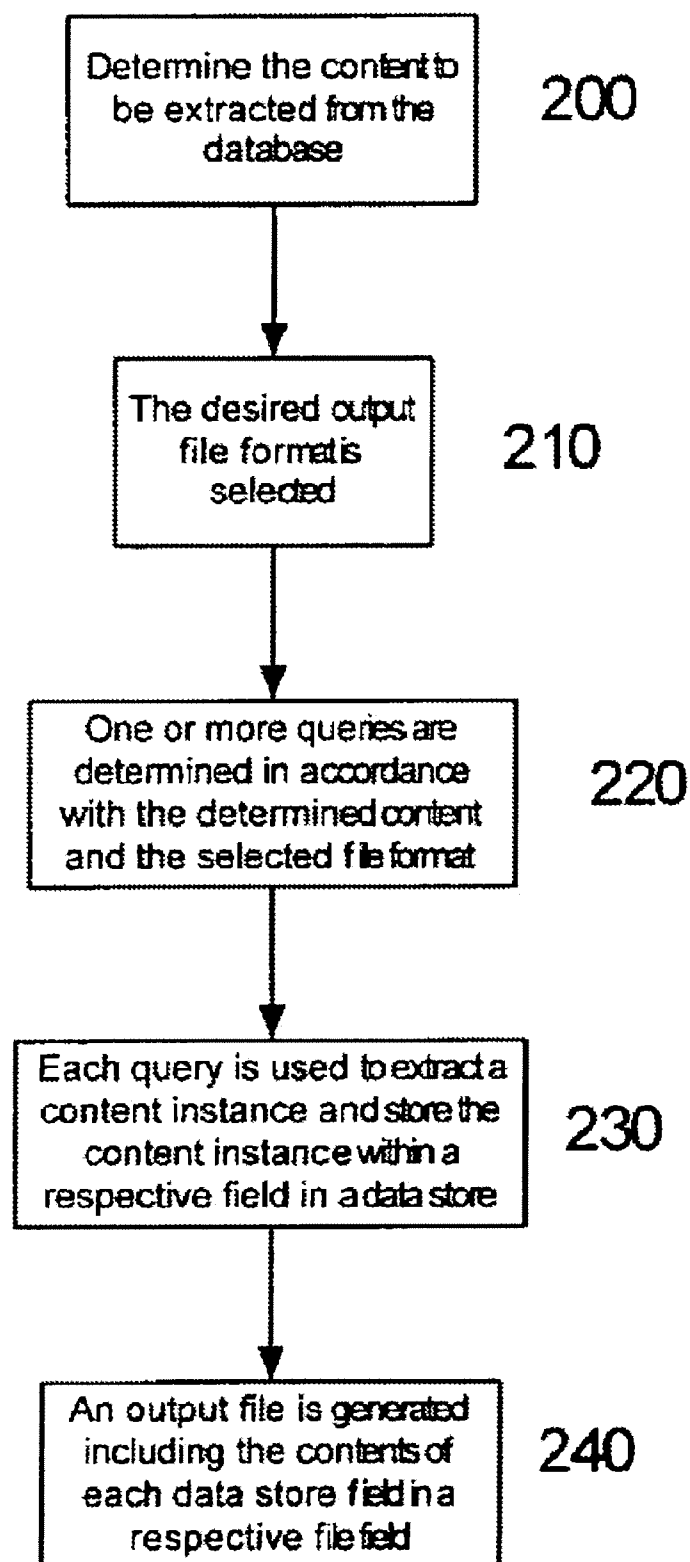 Determine the content to
be extracted from the
database
200
The desired output
file format is
selected
210
One or more queries are
determined in accordance
with the determined content
and the selected file format
220
Each query is used to extract a
content instance and store the
content instance within a
respective field in a data store
230
An output file is generated
including the contents of
each data store field in a
respective file field
240